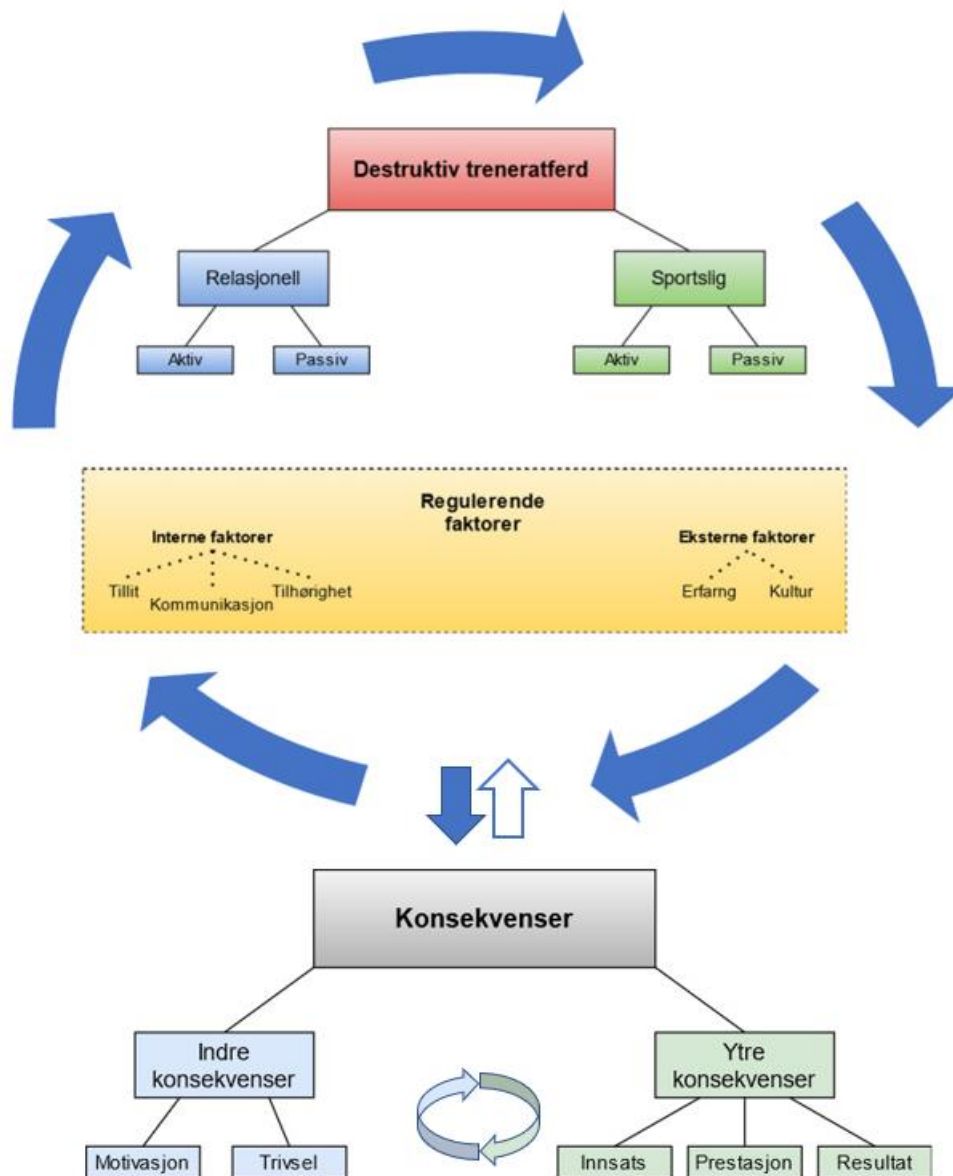 Destruktiv treneratferd
Relasjonell
Sportslig
Aktiv
Passiv
Aktiv
Passiv
Regulerende
faktorer
Interne faktorer
Eksterne faktorer
Tillit
Kommunikasjon
Tilhørighet
Erfarng
Kultur
Konsekvenser
Indre
konsekvenser
Ytre
konsekvenser
Motivasjon
Trivsel
Innsats
Prestasjon
Resultat